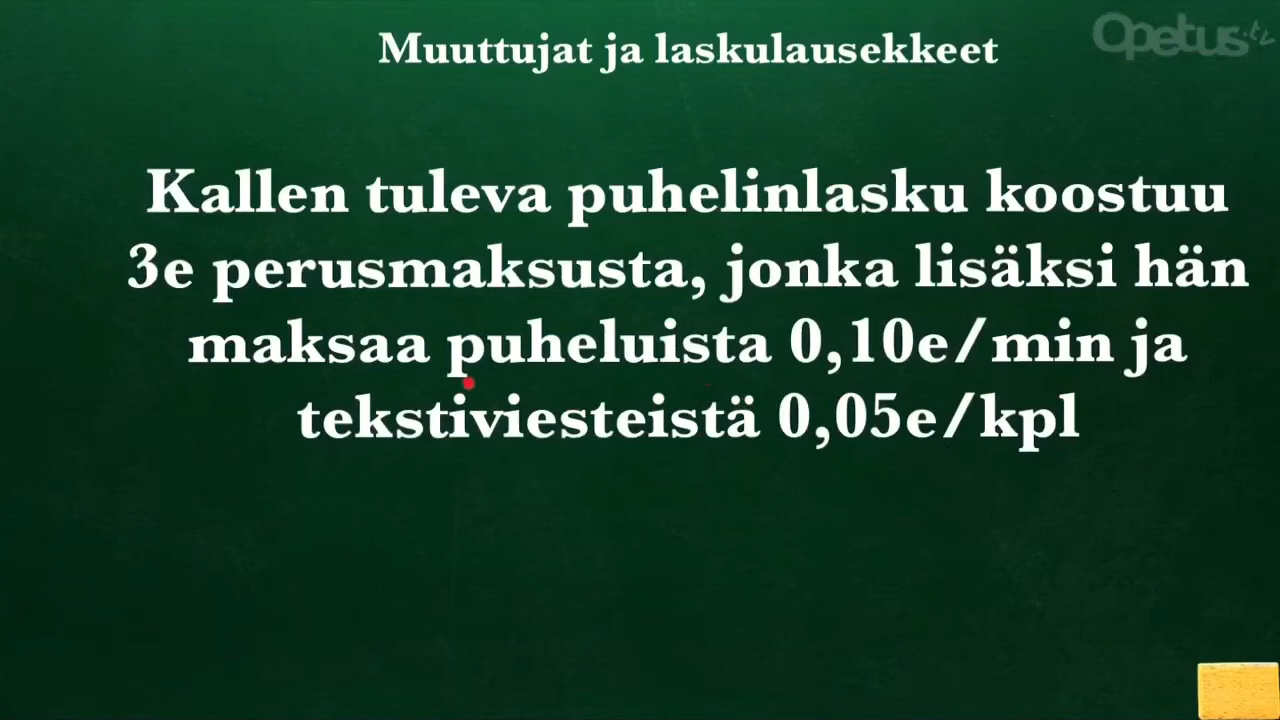 Muuttujat ja laskulausekkeet
Opetus.tv
Kallen tuleva puhelinlasku koostuu
3e perusmaksusta, jonka lisäksi hän
maksaa puheluista 0,10e/min ja
tekstiviesteistä 0,05e/kpl